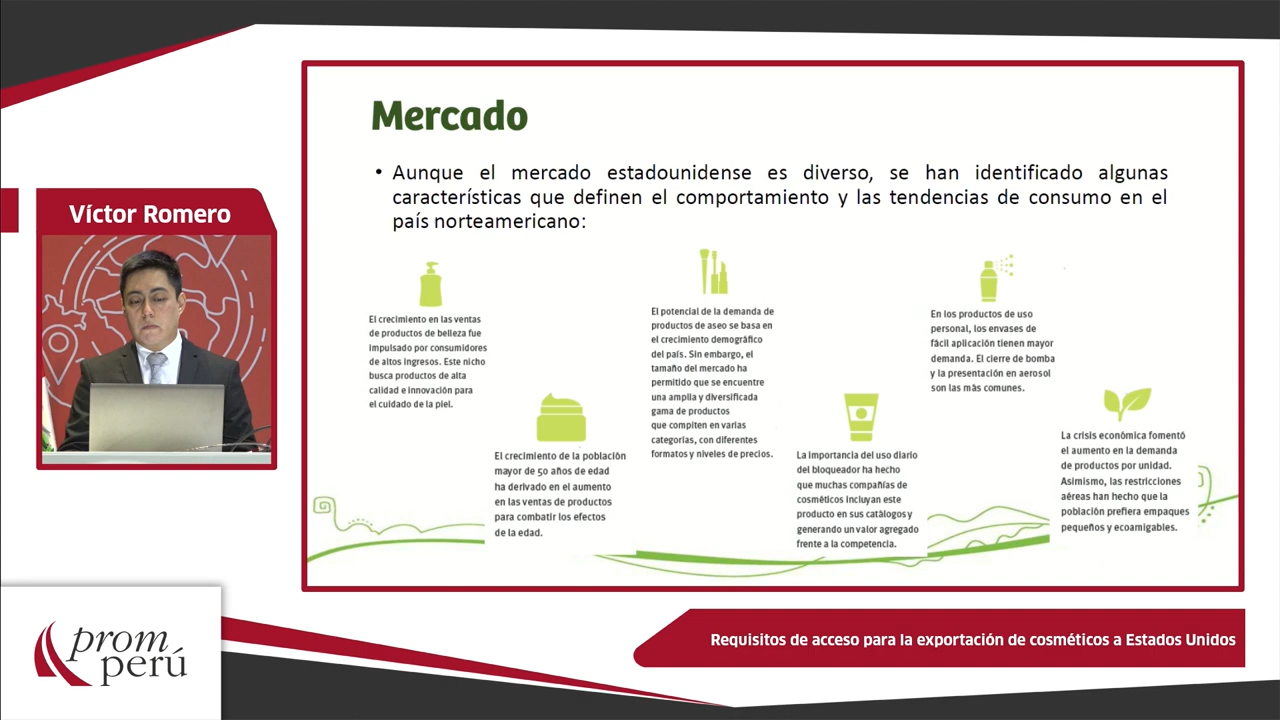 Víctor Romero
Mercado
• Aunque el mercado estadounidense es diverso, se han identificado algunas
características que definen el comportamiento y las tendencias de consumo en el
país norteamericano:
El crecimiento en las ventas
de productos de belleza fue
impulsado por consumidores
de altos ingresos. Este nicho
busca productos de alta
calidad e innovación para
el cuidado de la piel.
El crecimiento de la población
mayor de 50 años de edad
ha derivado en el aumento
en las ventas de productos
para combatir los efectos
de la edad.
El potencial de la demanda de
productos de aseo se basa en
el crecimiento demográfico
del país. Sin embargo, el
tamaño del mercado ha
permitido que se encuentre
una amplia y diversificada
gama de productos
que compiten en varias
categorías, con diferentes
formatos y niveles de precios.
La importancia del uso diario
del bloqueador ha hecho
que muchas compañías de
cosméticos incluyan este
producto en sus catálogos y
generando un valor agregado
frente a la competencia.
En los productos de uso
personal, los envases de
fácil aplicación tienen mayor
demanda. El cierre de bomba
y la presentación en aerosol
son las más comunes.
La crisis económica fomentó
el aumento en la demanda
de productos por unidad.
Asimismo, las restricciones
aéreas han hecho que la
población prefiera empaques
pequeños y ecoamigables.
prom
perú
Requisitos de acceso para la exportación de cosméticos a Estados Unidos